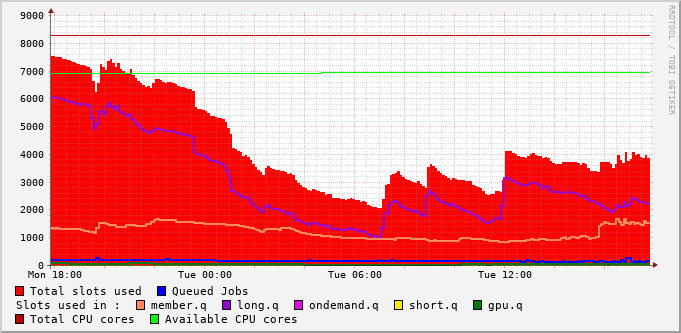 9000
8000
7000
6000
5000
4000
3000
2000
1000
0
Mon 18:00 Tue 00:00 Tue 06:00 Tue 12:00
RRDTOOL / TOBI OETIKER
Total slots used Queued Jobs
Slots used in : member.q long.q ondemand.q short.q gpu.q
Total CPU cores Available CPU cores